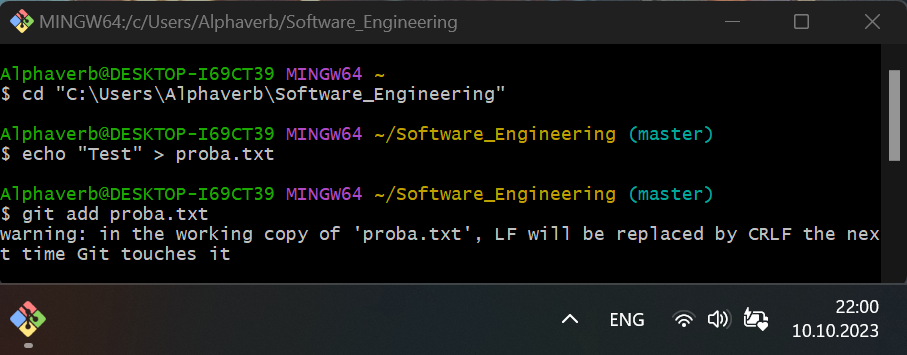 MINGW64:/c/Users/Alphaverb/Software_Engineering
Alphaverb@DESKTOP-I69CT39 MINGW64 ~
$ cd "C:\Users\Alphaverb\Software_Engineering"
Alphaverb@DESKTOP-I69CT39 MINGW64 ~/Software_Engineering (master)
$ echo "Test" > proba.txt
Alphaverb@DESKTOP-I69CT39 MINGW64 ~/Software_Engineering (master)
$ git add proba.txt
warning: in the working copy of 'proba.txt', LF will be replaced by CRLF the nex
t time Git touches it
ENG
22:00
10.10.2023